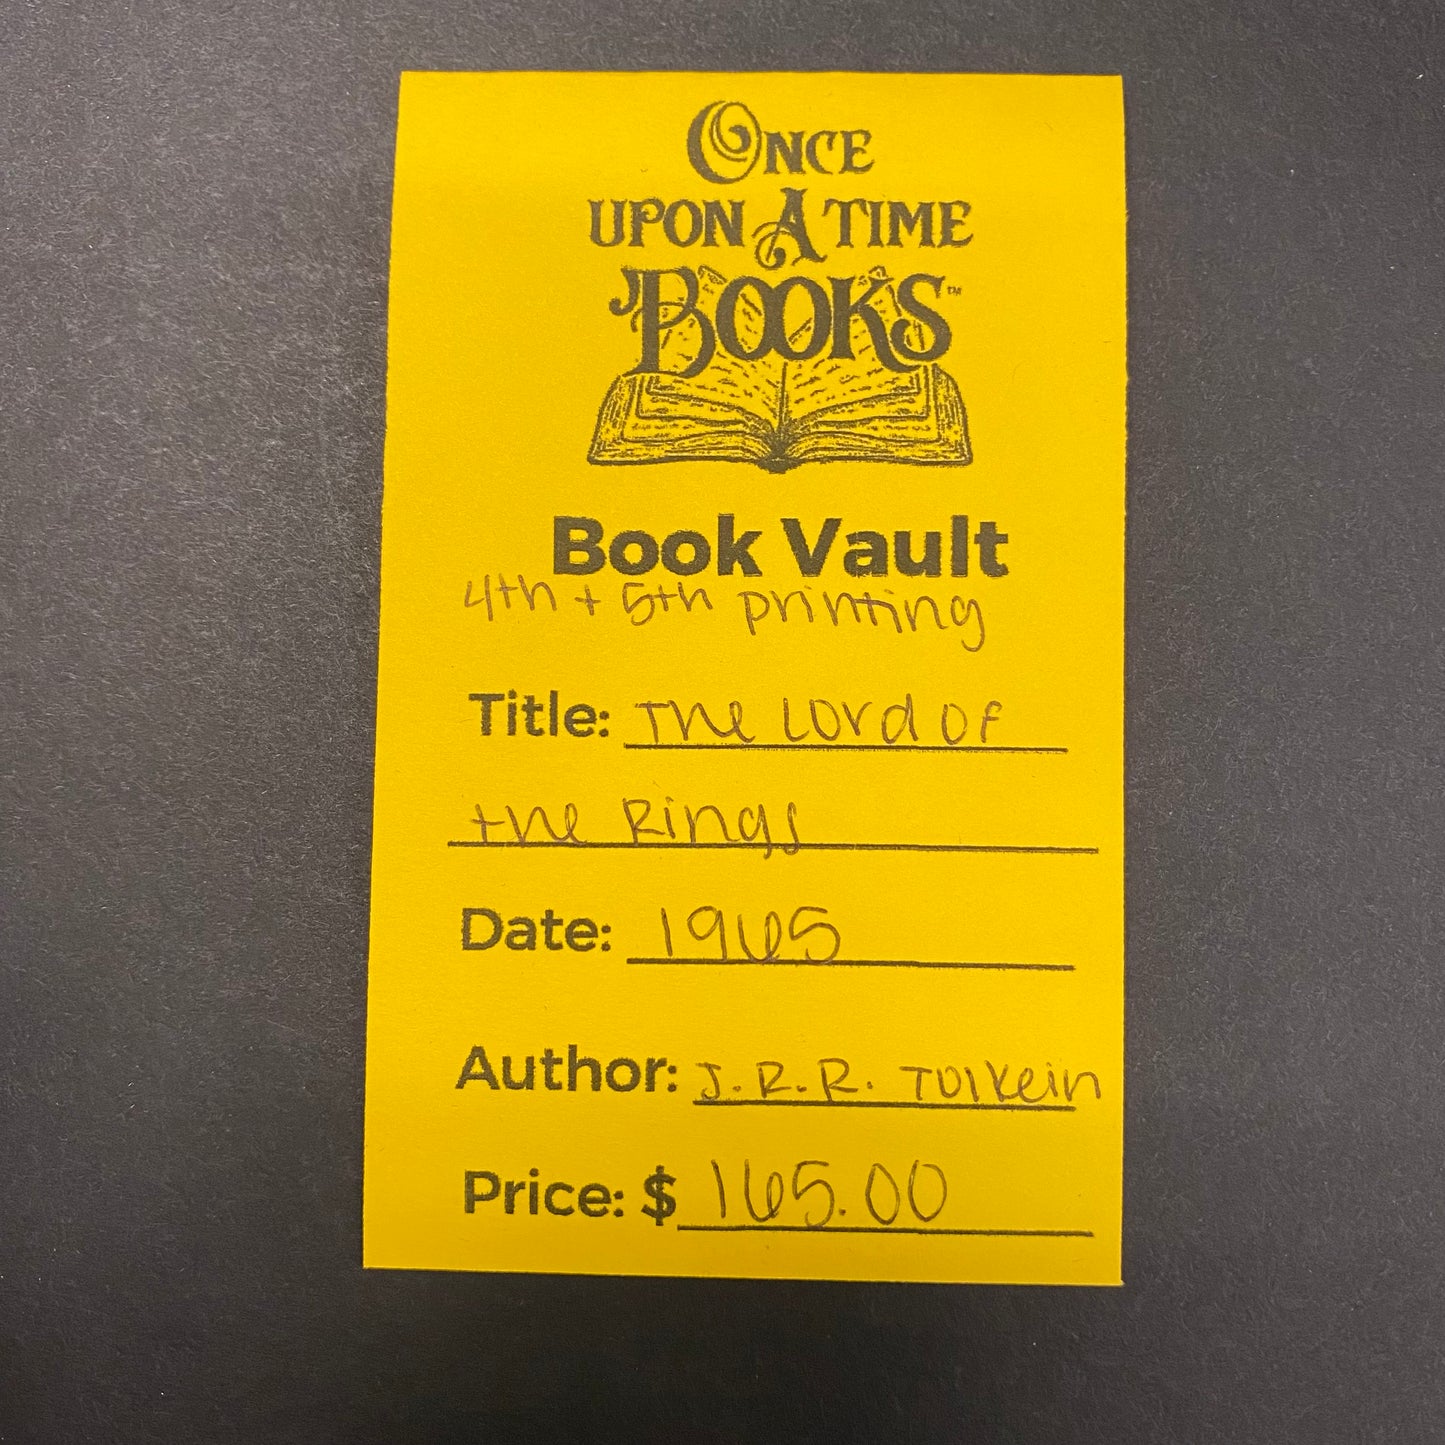 ONCE
UPON A TIME
BOOKS™
Book Vault
4th + 5th printing
Title: The Lord OF
the Rings
Date: 1965
Author: J.R.R. Tolkein
Price: $ 165.00